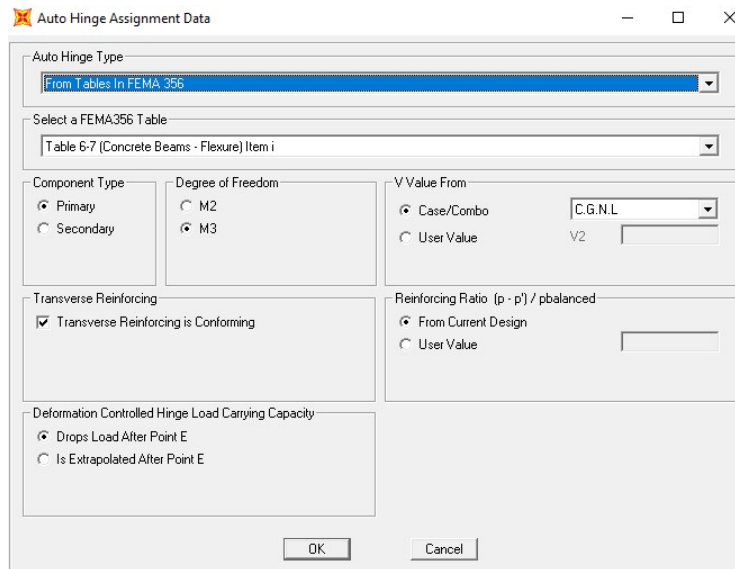 Auto Hinge Assignment Data
Auto Hinge Type
From Tables In FEMA 356
Select a FEMA356 Table
Table 6-7 (Concrete Beams - Flexure) Item i
Component Type
Primary
Secondary
Degree of Freedom
M2
M3
V Value From
Case/Combo
C.G.N.L
User Value
V2
Transverse Reinforcing
Transverse Reinforcing is Conforming
Reinforcing Ratio (p - p') / pbalanced
From Current Design
User Value
Deformation Controlled Hinge Load Carrying Capacity
Drops Load After Point E
Is Extrapolated After Point E
OK
Cancel